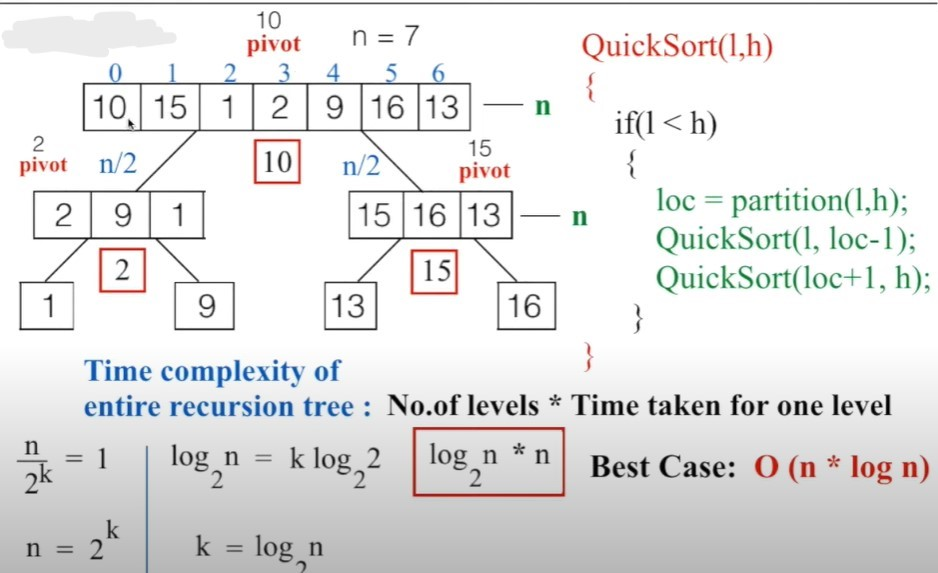 10
pivot
n = 7
0 1 2 3 4 5 6
10 15 1 2 9 16 13
n
2
pivot
n/2
10
n/2
15
pivot
2 9 1
15 16 13
n
2
15
1
9
13
16
QuickSort(l,h)
{
if(l < h)
{
loc = partition(l,h);
QuickSort(l, loc-1);
QuickSort(loc+1, h);
}
}
Time complexity of
entire recursion tree : No.of levels * Time taken for one level
n/2^k = 1
n = 2^k
log₂n = k log₂2
k = log₂n
log₂n * n
Best Case: O (n * log n)